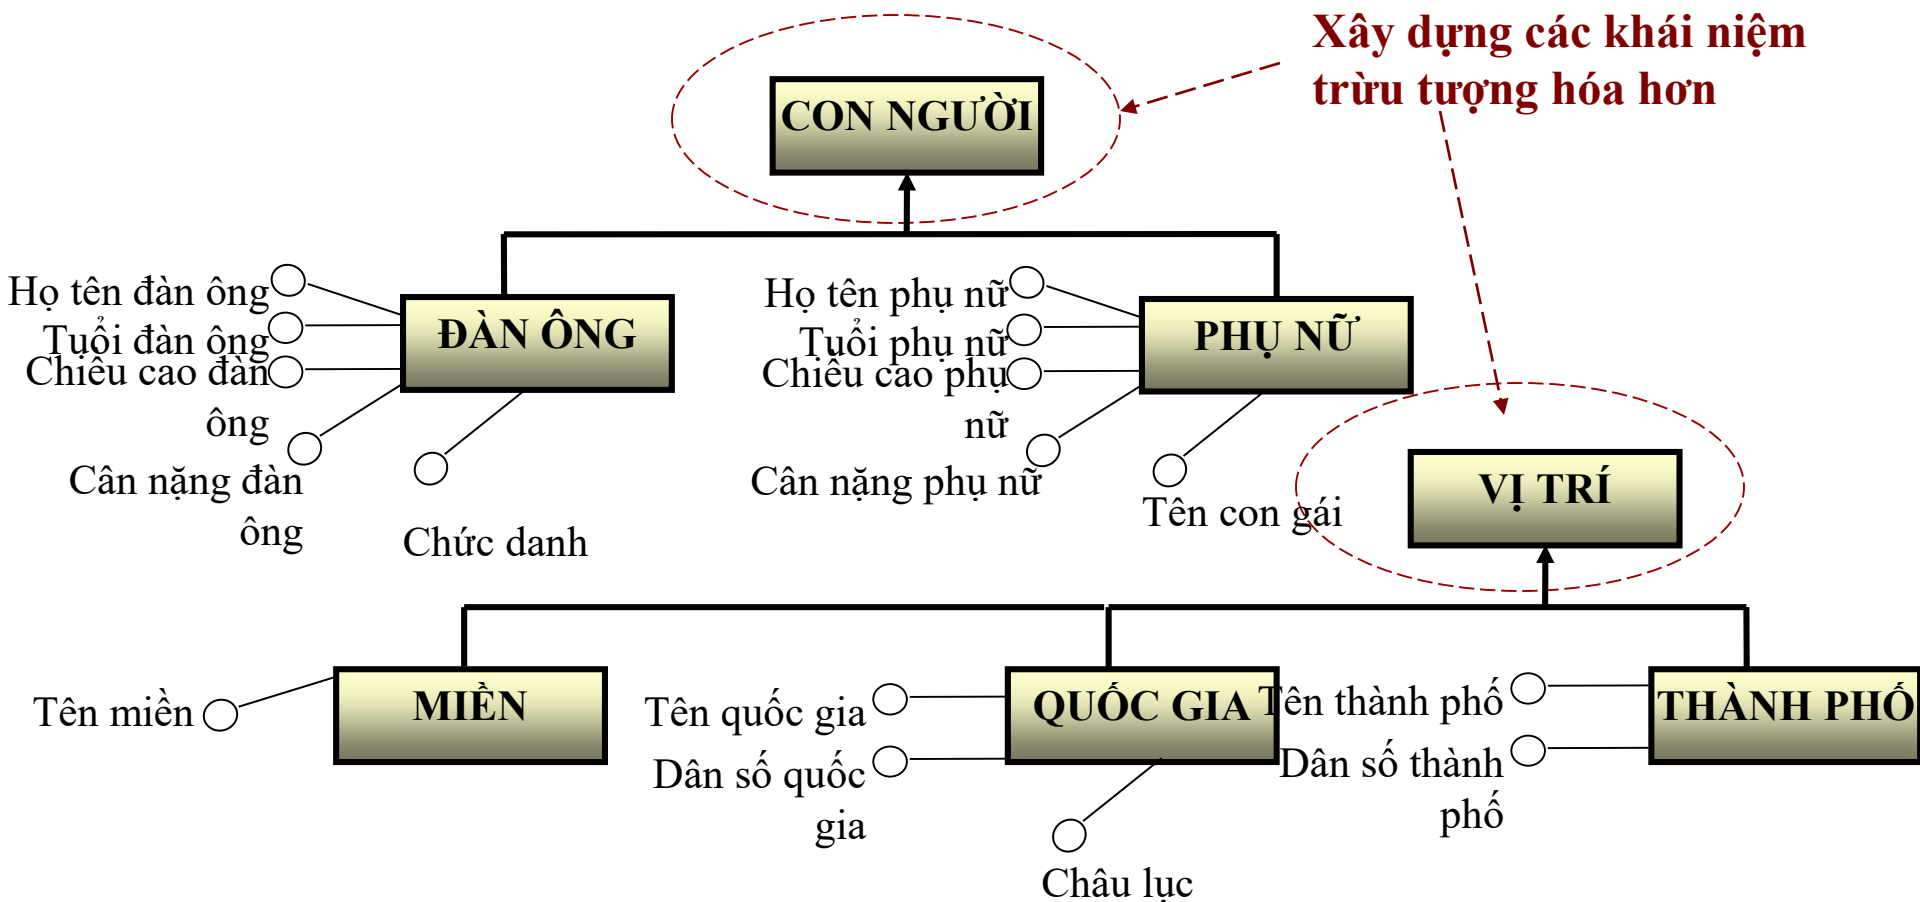 Xây dựng các khái niệm
trừu tượng hóa hơn
CON NGƯỜI
Họ tên đàn ông
Tuổi đàn ông
Chiều cao đàn
ông
Cân nặng đàn
ông
ĐÀN ÔNG
Chức danh
Họ tên phụ nữ
Tuổi phụ nữ
Chiều cao phụ
nữ
Cân nặng phụ nữ
PHỤ NỮ
Tên con gái
VỊ TRÍ
Tên miền
MIỀN
Tên quốc gia
Dân số quốc
gia
QUỐC GIA
Châu lục
Tên thành phố
Dân số thành
phố
THÀNH PHỐ